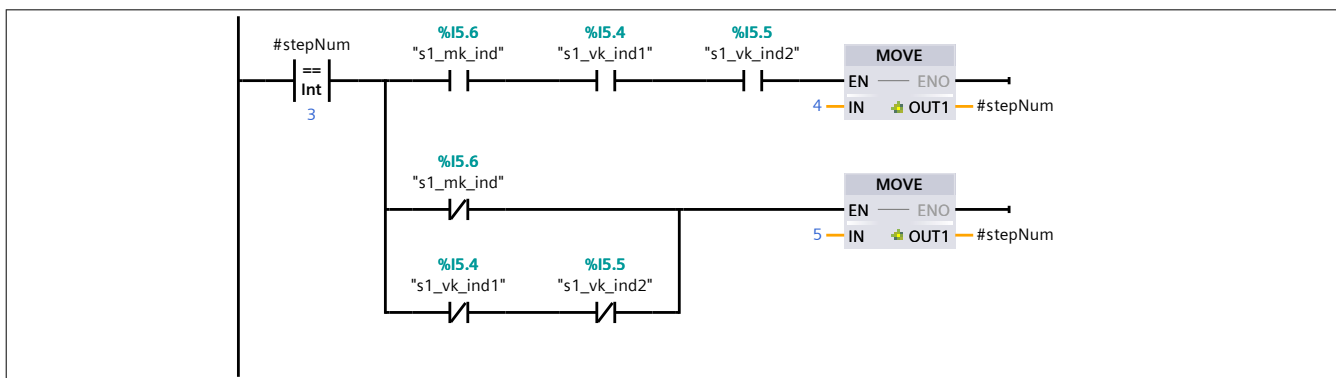 #stepNum
==
Int
3
%I5.6
"s1_mk_ind"
%I5.4
"s1_vk_ind1"
%I5.5
"s1_vk_ind2"
MOVE
EN ENO
4 IN OUT1 #stepNum
%I5.6
"s1_mk_ind"
MOVE
EN ENO
5 IN OUT1 #stepNum
%I5.4
"s1_vk_ind1"
%I5.5
"s1_vk_ind2"